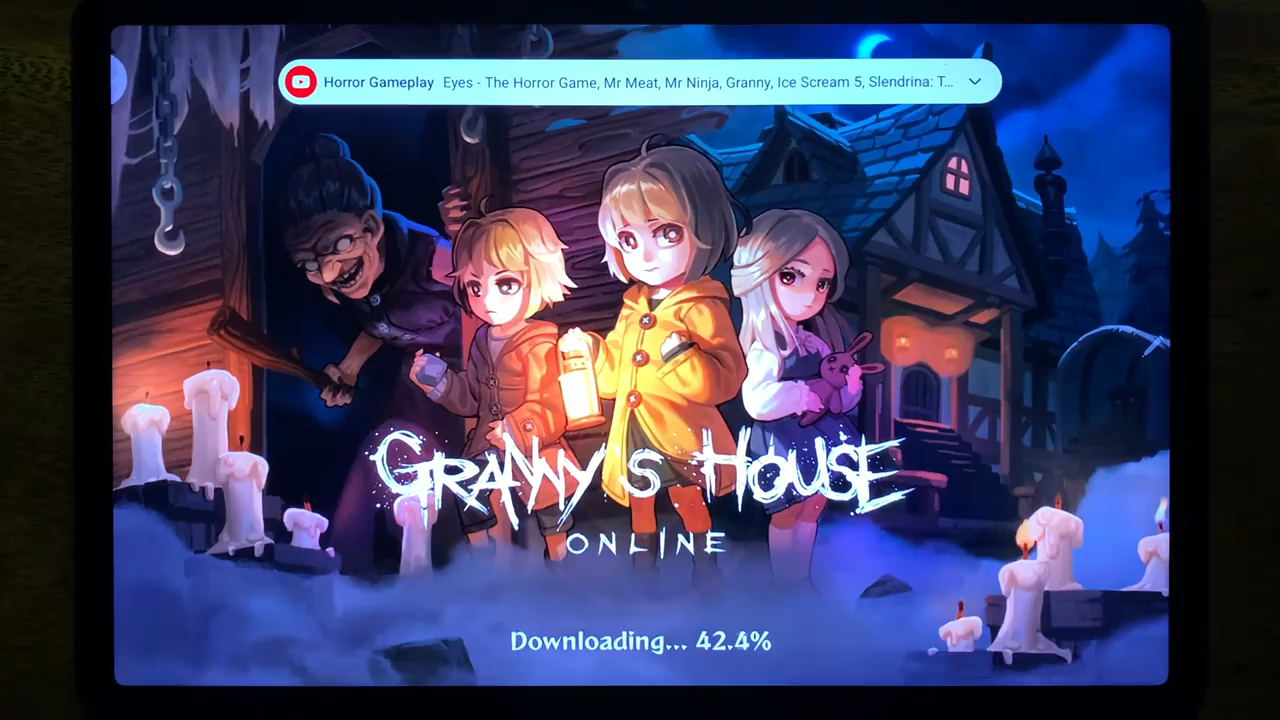 Horror Gameplay Eyes - The Horror Game, Mr Meat, Mr Ninja, Granny, Ice Scream 5, Slendrina: T...
GRANNY'S HOUSE
ONLINE
Downloading... 42.4%